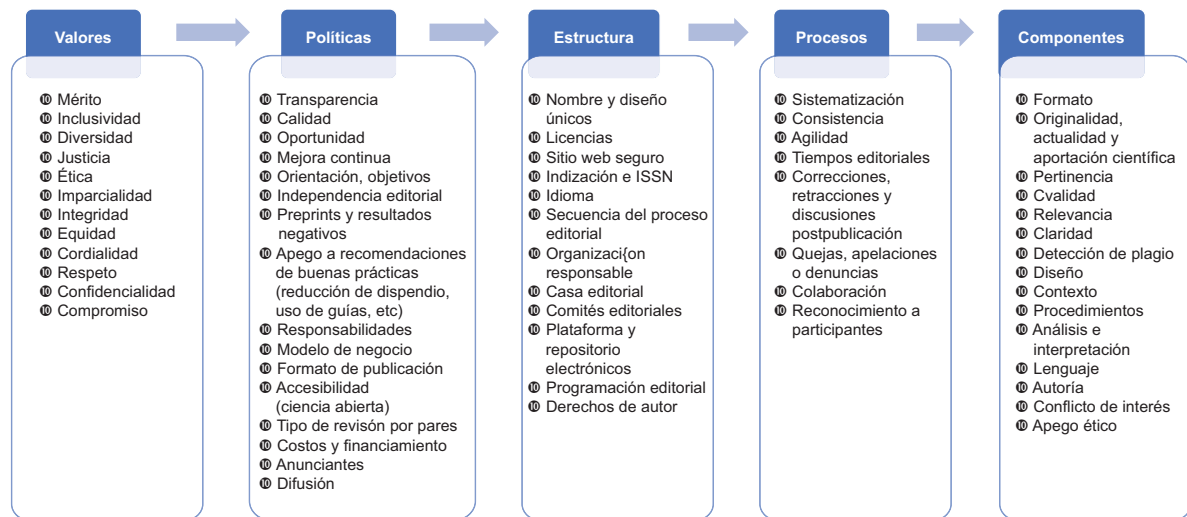 Valores
❿ Mérito
❿ Inclusividad
❿ Diversidad
❿ Justicia
❿ Ética
❿ Imparcialidad
❿ Integridad
❿ Equidad
❿ Cordialidad
❿ Respeto
❿ Confidencialidad
❿ Compromiso
Políticas
❿ Transparencia
❿ Calidad
❿ Oportunidad
❿ Mejora continua
❿ Orientación, objetivos
❿ Independencia editorial
❿ Preprints y resultados
negativos
❿ Apego a recomendaciones
de buenas prácticas
(reducción de dispendio,
uso de guías, etc)
❿ Responsabilidades
❿ Modelo de negocio
❿ Formato de publicación
❿ Accesibilidad
(ciencia abierta)
❿ Tipo de revisón por pares
❿ Costos y financiamiento
❿ Anunciantes
❿ Difusión
Estructura
❿ Nombre y diseño
únicos
❿ Licencias
❿ Sitio web seguro
❿ Indización e ISSN
❿ Idioma
❿ Secuencia del proceso
editorial
❿ Organizaci{on
responsable
❿ Casa editorial
❿ Comités editoriales
❿ Plataforma y
repositorio
electrónicos
❿ Programación editorial
❿ Derechos de autor
Procesos
❿ Sistematización
❿ Consistencia
❿ Agilidad
❿ Tiempos editoriales
❿ Correcciones,
retracciones y
discusiones
postpublicación
❿ Quejas, apelaciones
o denuncias
❿ Colaboración
❿ Reconocimiento a
participantes
Componentes
❿ Formato
❿ Originalidad,
actualidad y
aportación científica
❿ Pertinencia
❿ Cvalidad
❿ Relevancia
❿ Claridad
❿ Detección de plagio
❿ Diseño
❿ Contexto
❿ Procedimientos
❿ Análisis e
interpretación
❿ Lenguaje
❿ Autoría
❿ Conflicto de interés
❿ Apego ético